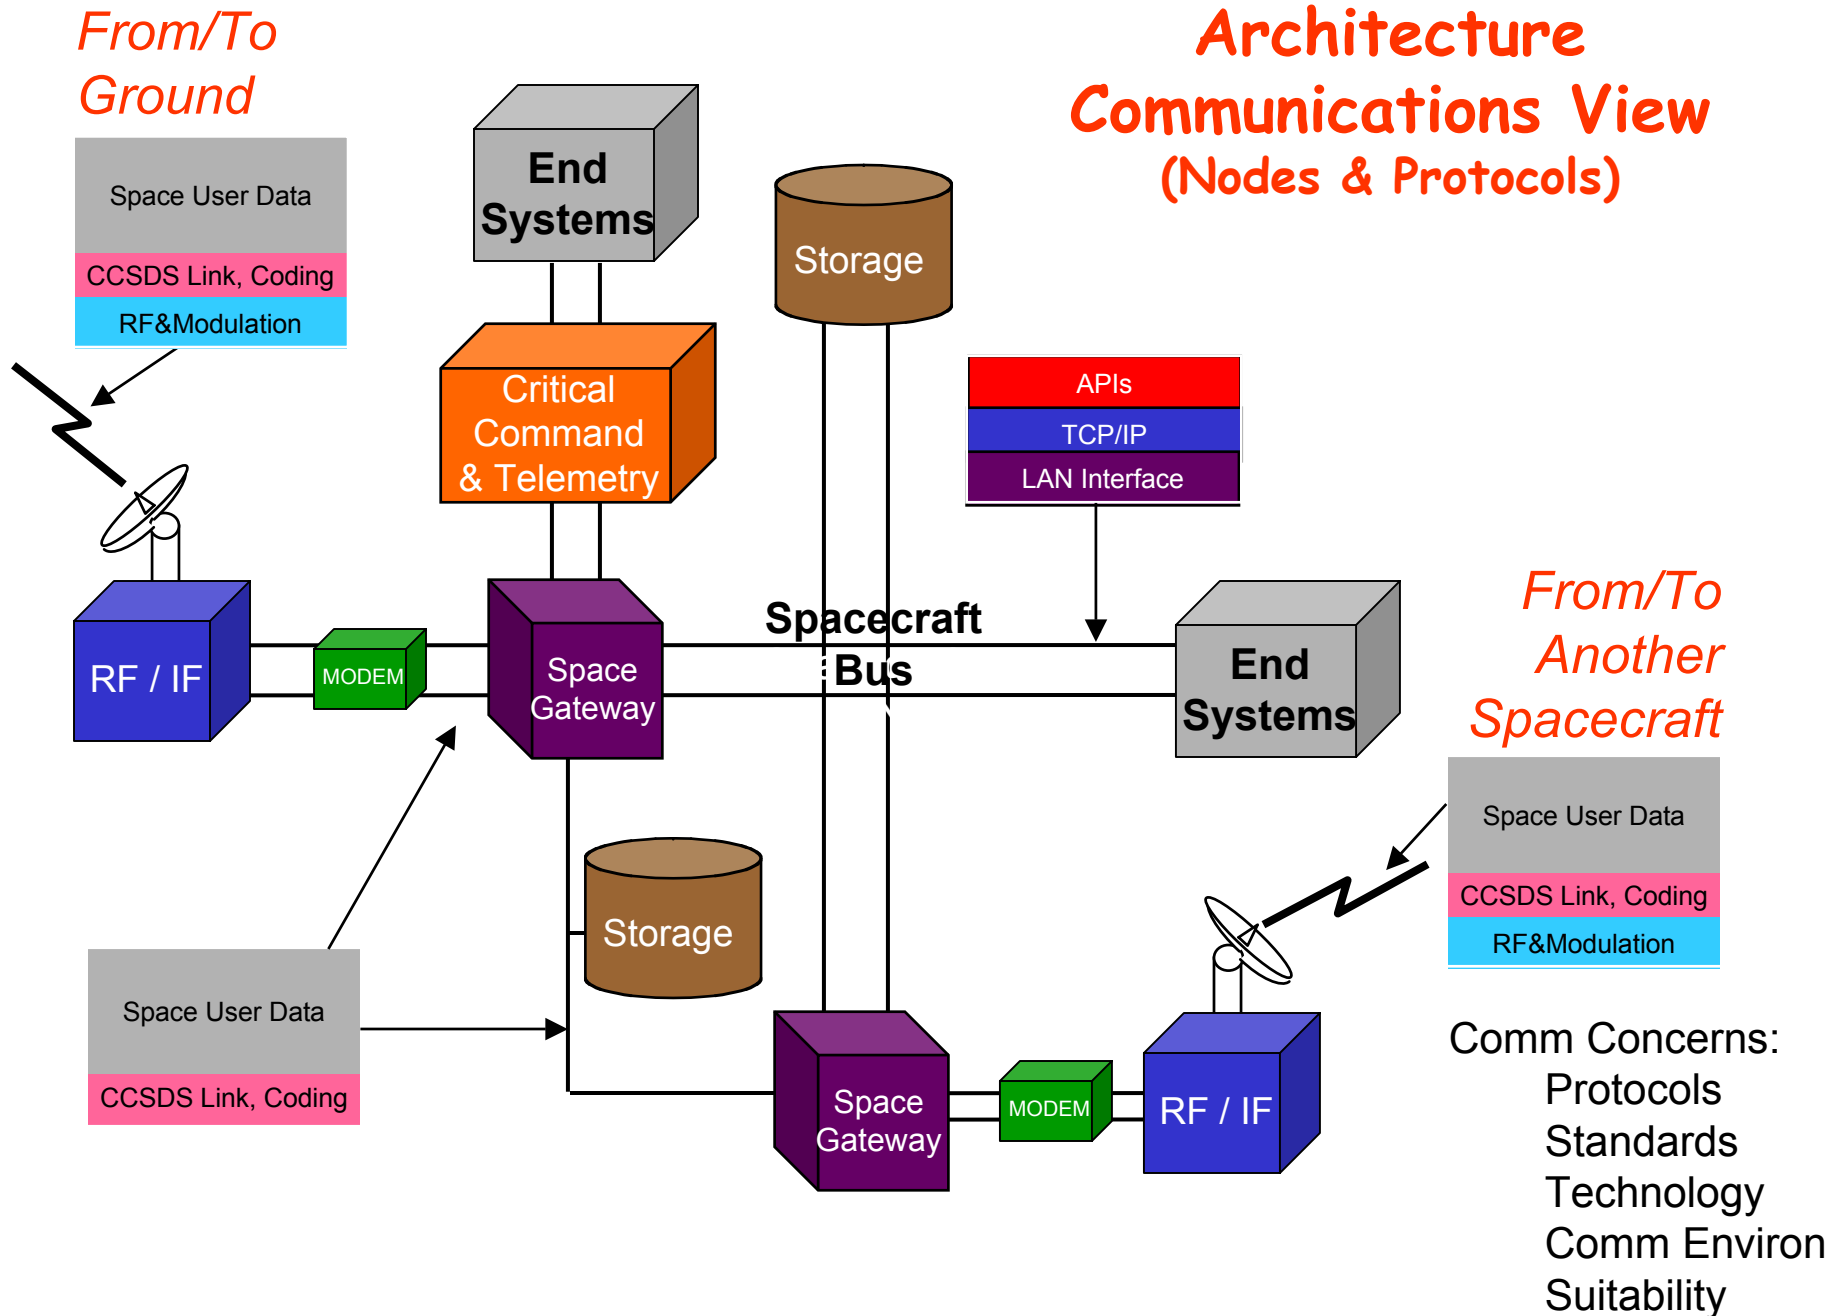 From/To
Ground
Architecture
Communications View
(Nodes & Protocols)
Space User Data
CCSDS Link, Coding
RF&Modulation
End
Systems
Storage
Critical
Command
& Telemetry
APIs
TCP/IP
LAN Interface
From/To
Another
Spacecraft
RF / IF
MODEM
Space
Gateway
Spacecraft
Bus
End
Systems
Space User Data
CCSDS Link, Coding
RF&Modulation
Storage
Space User Data
CCSDS Link, Coding
Space
Gateway
MODEM
RF / IF
Comm Concerns:
Protocols
Standards
Technology
Comm Environ
Suitability